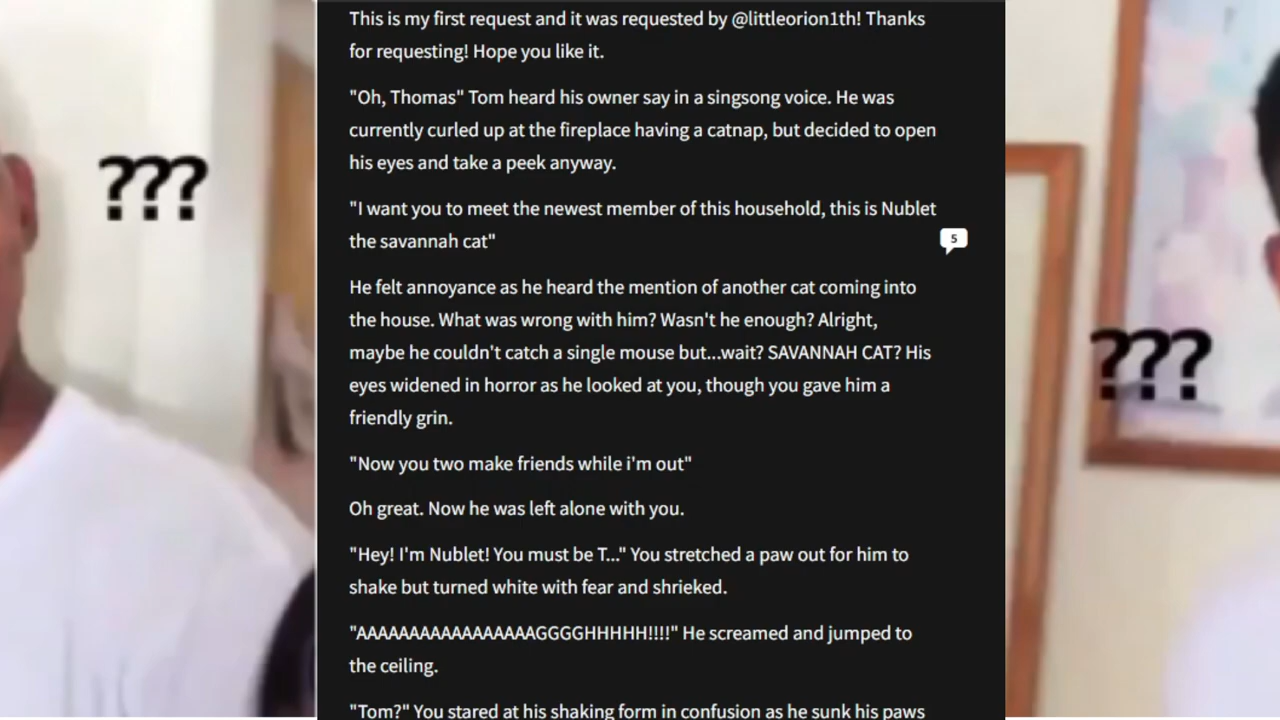 This is my first request and it was requested by @littleorion1th! Thanks
for requesting! Hope you like it.
"Oh, Thomas" Tom heard his owner say in a singsong voice. He was
currently curled up at the fireplace having a catnap, but decided to open
his eyes and take a peek anyway.
"I want you to meet the newest member of this household, this is Nublet
the savannah cat"
5
He felt annoyance as he heard the mention of another cat coming into
the house. What was wrong with him? Wasn't he enough? Alright,
maybe he couldn't catch a single mouse but...wait? SAVANNAH CAT? His
eyes widened in horror as he looked at you, though you gave him a
friendly grin.
"Now you two make friends while i'm out"
Oh great. Now he was left alone with you.
"Hey! I'm Nublet! You must be T..." You stretched a paw out for him to
shake but turned white with fear and shrieked.
"AAAAAAAAAAAAAAAAAGGGGHHHHH!!!!" He screamed and jumped to
the ceiling.
"Tom?" You stared at his shaking form in confusion as he sunk his paws
???
???